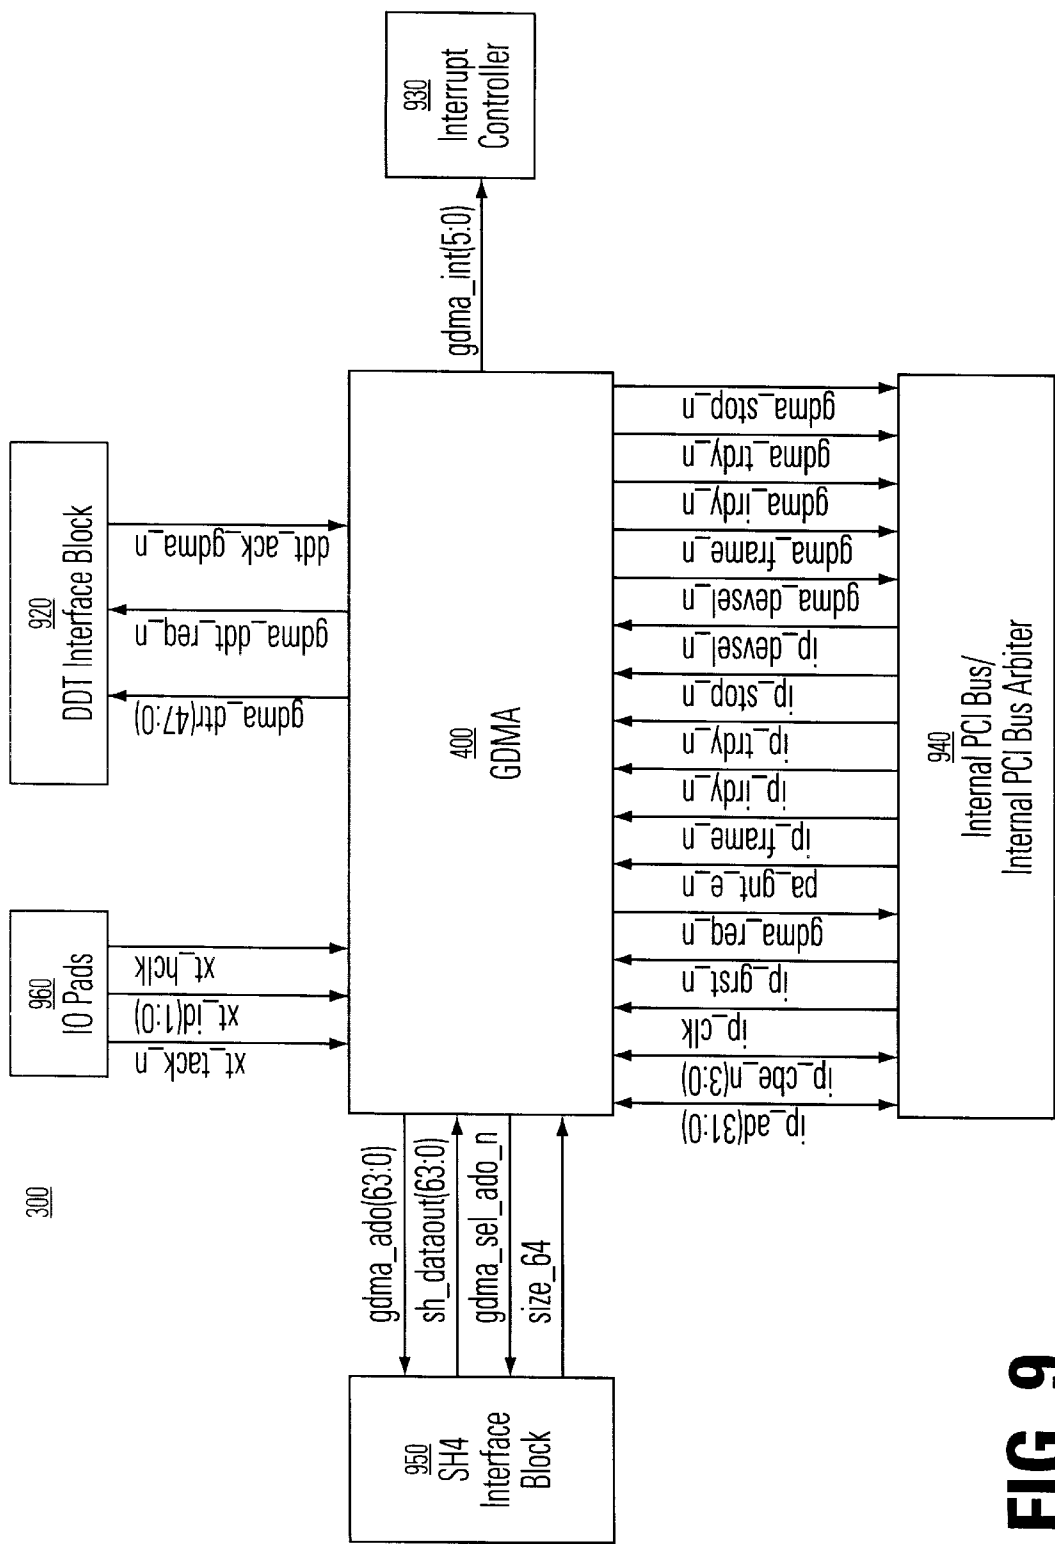 300
960
IO Pads
920
DDT Interface Block
xt_tack_n
xt_id(1:0)
xt_hclk
gdma_dtr(47:0)
gdma_ddt_req_n
ddt_ack_gdma_n
950
SH4
Interface
Block
gdma_ado(63:0)
sh_dataout(63:0)
gdma_sel_ado_n
size_64
400
GDMA
gdma_int(5:0)
930
Interrupt
Controller
ip_ad(31:0)
ip_cbe_n(3:0)
ip_clk
ip_grst_n
gdma_req_n
pa_gnt_e_n
ip_frame_n
ip_irdy_n
ip_trdy_n
ip_stop_n
ip_devsel_n
gdma_devsel_n
gdma_frame_n
gdma_irdy_n
gdma_trdy_n
gdma_stop_n
940
Internal PCI Bus/
Internal PCI Bus Arbiter
FIG. 9